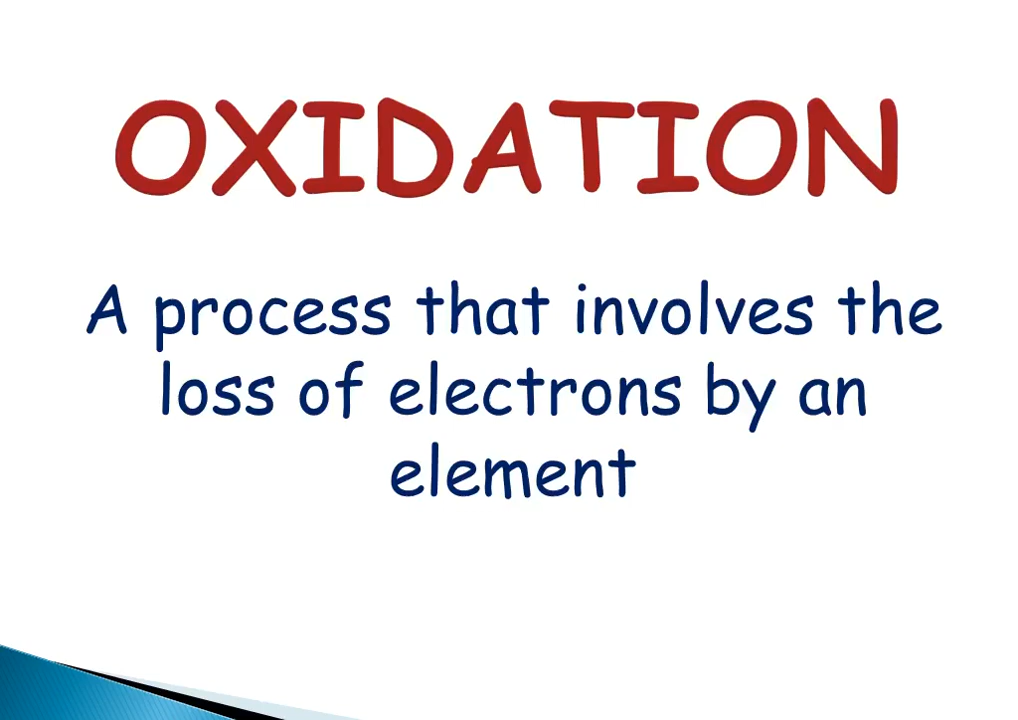 OXIDATION
A process that involves the
loss of electrons by an
element